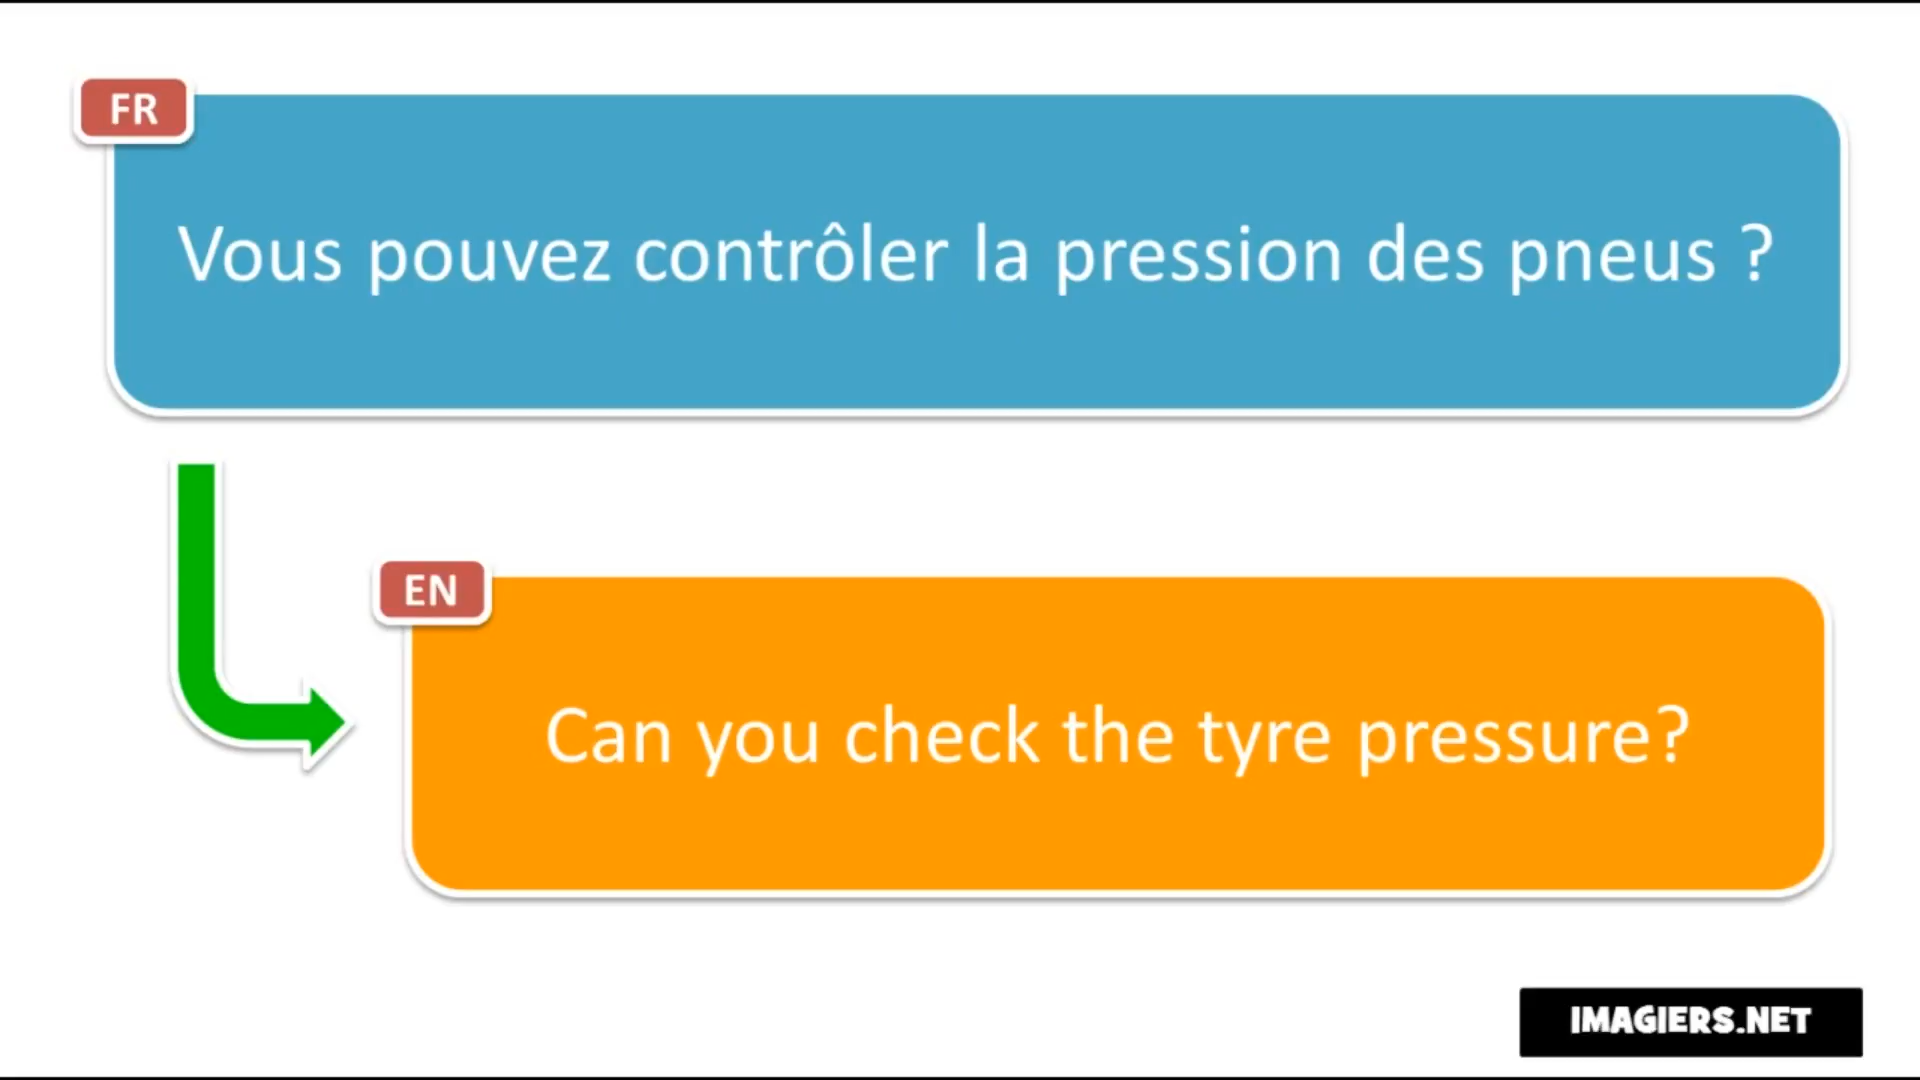 FR
Vous pouvez contrôler la pression des pneus ?
EN
Can you check the tyre pressure?
IMAGIERS.NET